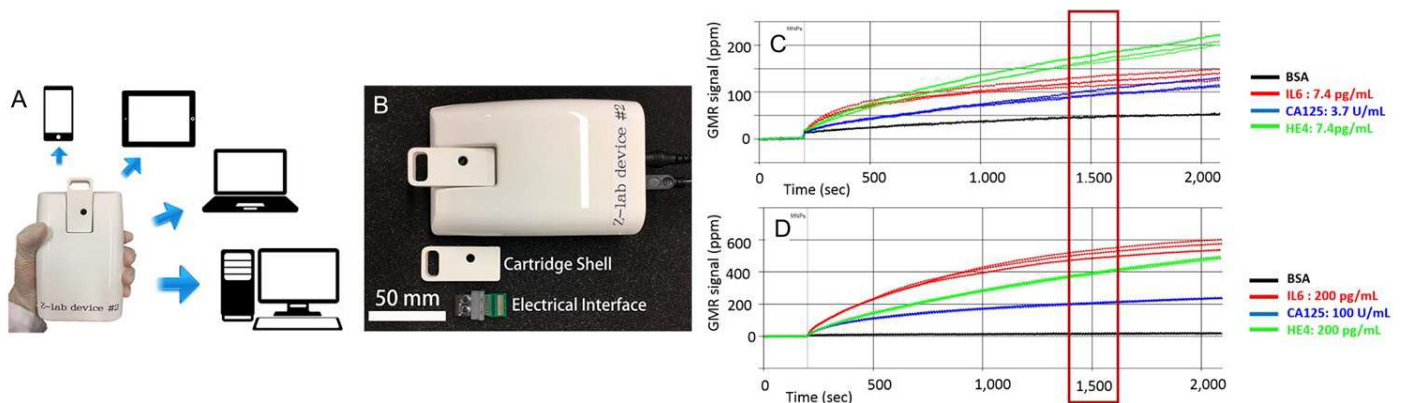 A
Z-lab device #2
B
Z-lab device #2
Cartridge Shell
50 mm
Electrical Interface
C
MNPs
GMR signal (ppm)
200
100
0
0
500
1,000
1.500
2,000
Time (sec)
BSA
IL6 : 7.4 pg/mL
CA125: 3.7 U/mL
HE4: 7.4pg/mL
D
MNPs
GMR signal (ppm)
600
400
200
0
0
500
1,000
1,500
2,000
Time (sec)
BSA
IL6 : 200 pg/mL
CA125: 100 U/mL
HE4: 200 pg/mL